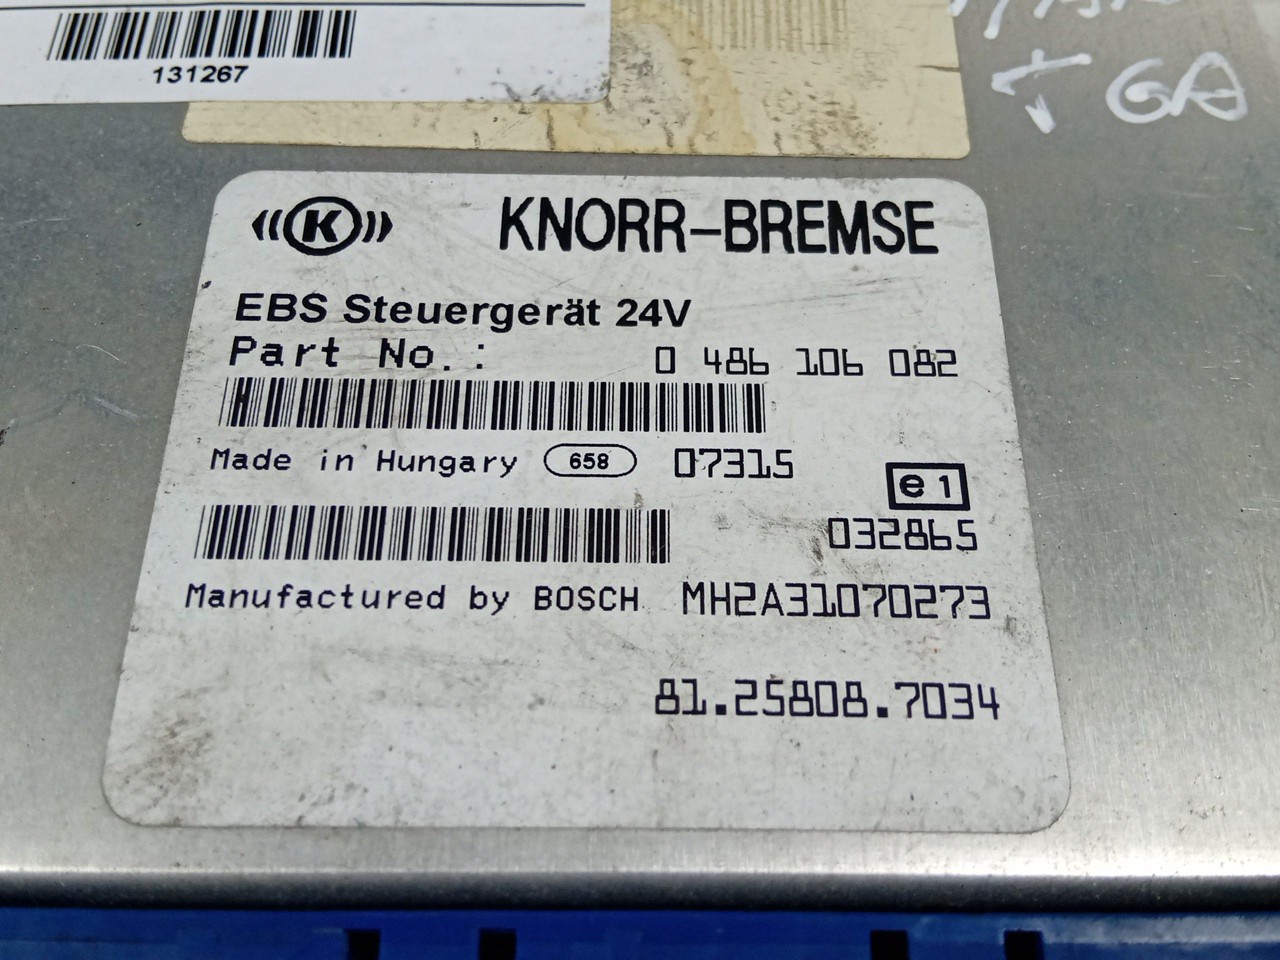 131267
TGA
K KNORR-BREMSE
EBS Steuergerät 24V
Part No.: 0 486 106 082
Made in Hungary 658 07315
e1
032865
Manufactured by BOSCH MH2A31070273
81.25808.7034